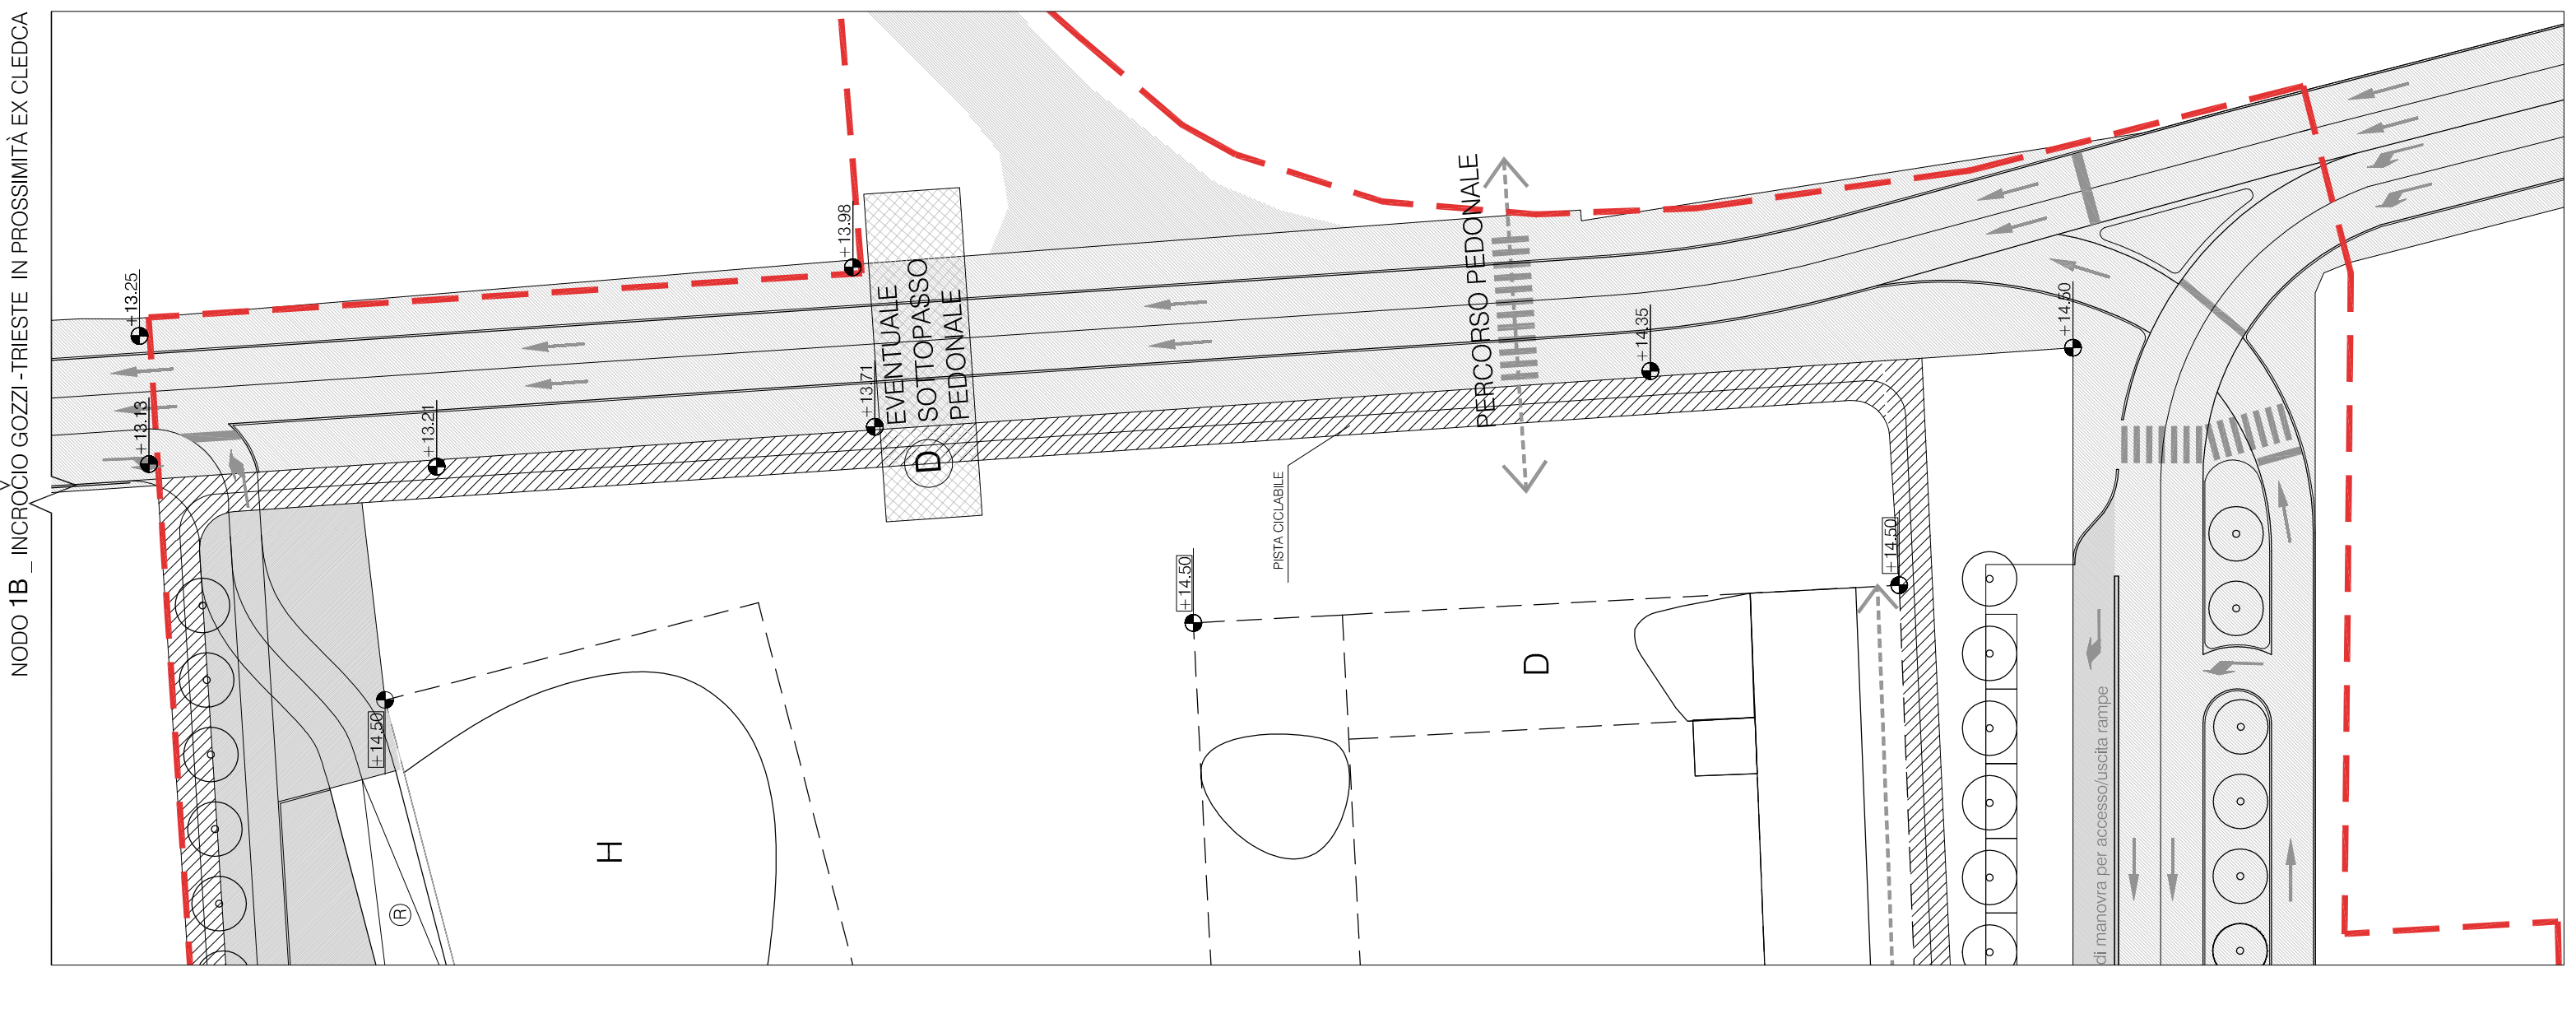 NODO 1B _ INCROCIO GOZZI -TRIESTE IN PROSSIMITÀ EX CLEDCA
+13.25
+13.13
+13.21
+13.98
+13.71
EVENTUALE
SOTTOPASSO
PEDONALE
D
PERCORSO PEDONALE
+14.35
+14.50
PISTA CICLABILE
+14.50
+14.50
+14.50
H
D
R
di manovra per accesso/uscita rampe